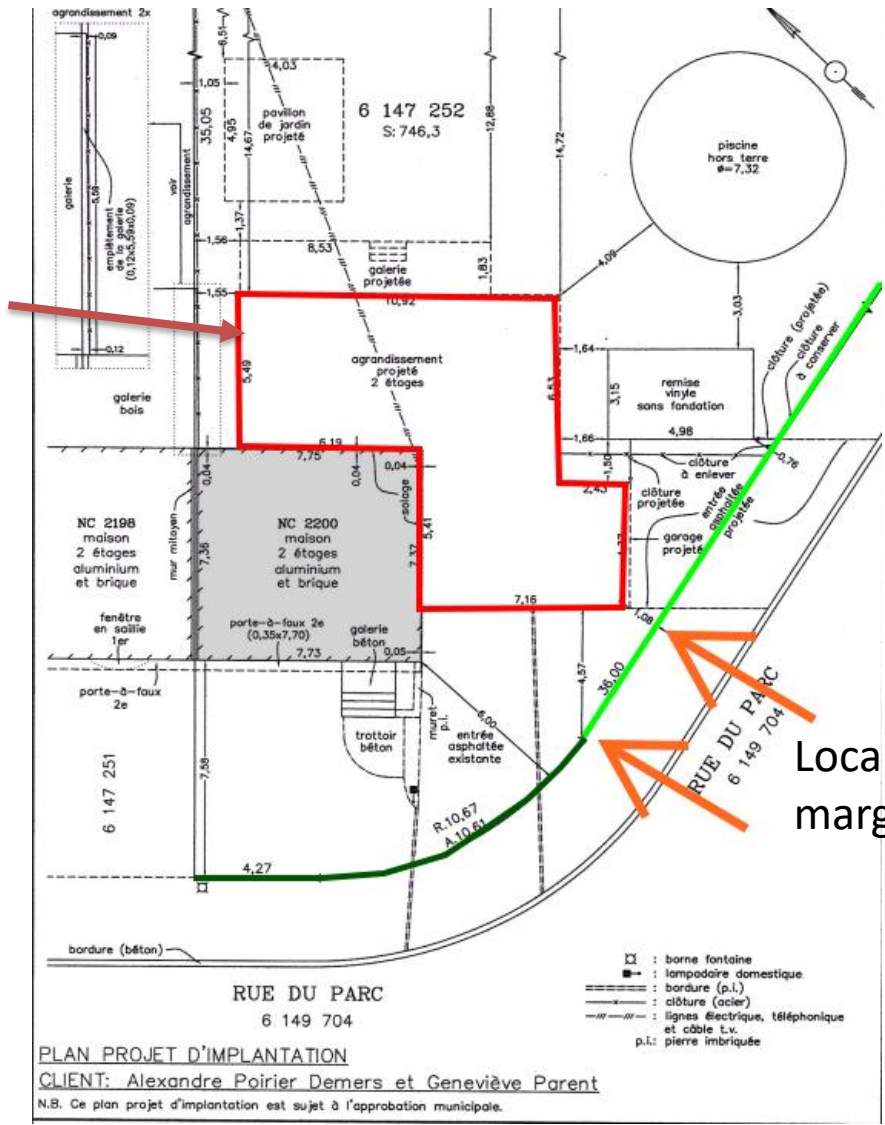 agrandissement 2x
0,09
galerie
5,59
empiètement
de la galerie
(0,12x5,59x0,09)
0,12
voir
agrandissement
1,05
35,05
6,51
4,03
pavillon
de jardin
projeté
4,95
14,67
6 147 252
S: 746,3
12,88
14,72
piscine
hors terre
ø=7,32
1,37
1,56
8,53
galerie
projetée
1,83
4,09
3,03
1,55
10,92
agrandissement
projeté
2 étages
5,49
6,53
1,64
3,15
remise
vinyle
sans fondation
4,98
clôture (projetée)
clôture
à conserver
galerie
bois
6,19
7,75
0,04
0,04
0,04
solage
1,66
1,50
0,76
clôture
à enlever
2,43
clôture
projetée
entrée
asphaltée
projetée
garage
projeté
NC 2198
maison
2 étages
aluminium
et brique
mur mitoyen
7,36
NC 2200
maison
2 étages
aluminium
et brique
7,37
5,41
7,16
1,08
fenêtre
en saillie
1er
porte-à-faux 2e
(0,35x7,70)
galerie
béton
7,73
0,05
porte-à-faux
2e
4,57
36,00
6,00
muret
p.i.
trottoir
béton
entrée
asphaltée
existante
7,58
6 147 251
RUE DU PARC
6 149 704
Loca
marg
R.10,67
A.10,61
4,27
bordure (béton)
RUE DU PARC
6 149 704
: borne fontaine
: lampadaire domestique
: bordure (p.i.)
: clôture (acier)
: lignes électrique, téléphonique
et câble t.v.
p.i.: pierre imbriquée
PLAN PROJET D'IMPLANTATION
CLIENT: Alexandre Poirier Demers et Geneviève Parent
N.B. Ce plan projet d'implantation est sujet à l'approbation municipale.